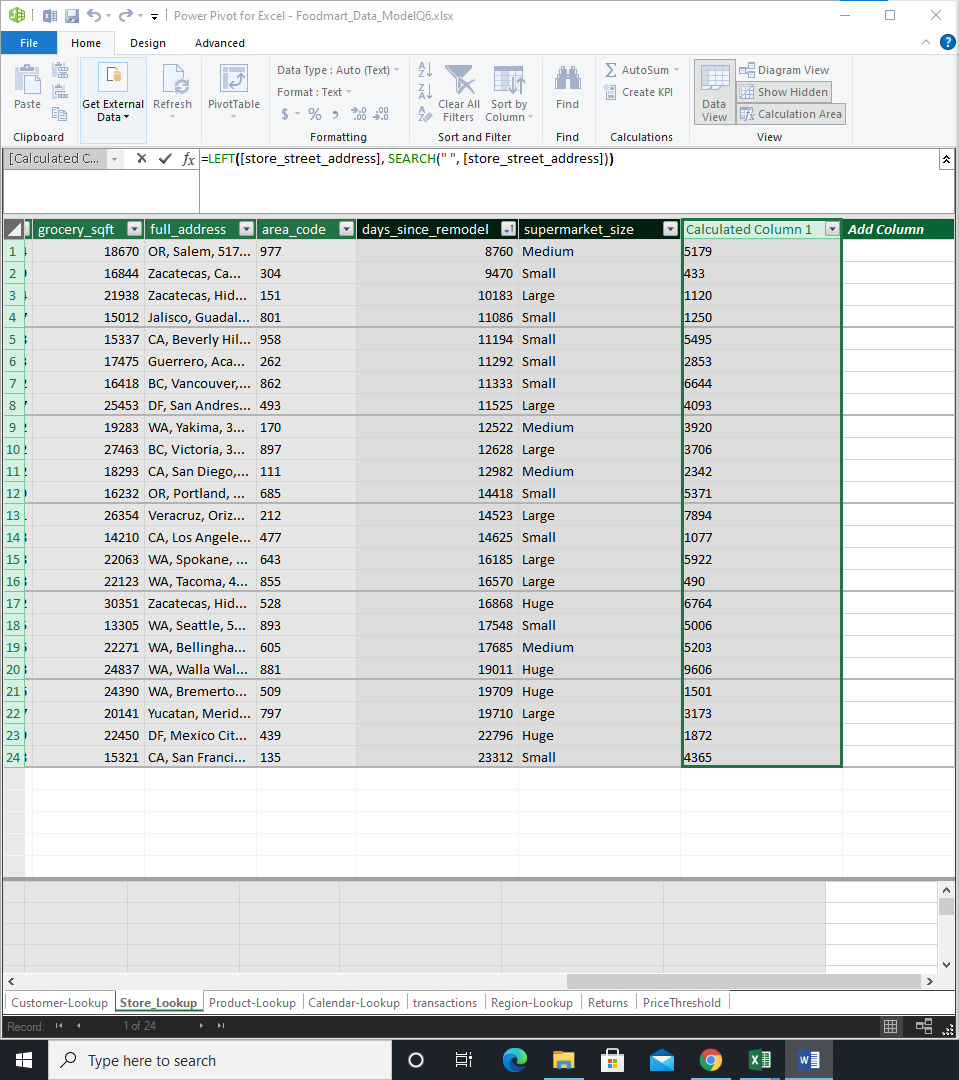 Power Pivot for Excel - Foodmart_Data_ModelQ6.xlsx
File Home Design Advanced
Paste
Clipboard
Get External Data
Refresh
PivotTable
Data Type : Auto (Text)
Format : Text
$ % ,
Formatting
Clear All Filters
Sort by Column
Sort and Filter
Find
Find
AutoSum
Create KPI
Calculations
Data View
Diagram View
Show Hidden
Calculation Area
View
[Calculated C... fx =LEFT([store_street_address], SEARCH(" ", [store_street_address]))
grocery_sqft full_address area_code days_since_remodel supermarket_size Calculated Column 1 Add Column
1 18670 OR, Salem, 517... 977 8760 Medium 5179
2 16844 Zacatecas, Ca... 304 9470 Small 433
3 21938 Zacatecas, Hid... 151 10183 Large 1120
4 15012 Jalisco, Guadal... 801 11086 Small 1250
5 15337 CA, Beverly Hil... 958 11194 Small 5495
6 17475 Guerrero, Aca... 262 11292 Small 2853
7 16418 BC, Vancouver,... 862 11333 Small 6644
8 25453 DF, San Andres... 493 11525 Large 4093
9 19283 WA, Yakima, 3... 170 12522 Medium 3920
10 27463 BC, Victoria, 3... 897 12628 Large 3706
11 18293 CA, San Diego,... 111 12982 Medium 2342
12 16232 OR, Portland, ... 685 14418 Small 5371
13 26354 Veracruz, Oriz... 212 14523 Large 7894
14 14210 CA, Los Angele... 477 14625 Small 1077
15 22063 WA, Spokane, ... 643 16185 Large 5922
16 22123 WA, Tacoma, 4... 855 16570 Large 490
17 30351 Zacatecas, Hid... 528 16868 Huge 6764
18 13305 WA, Seattle, 5... 893 17548 Small 5006
19 22271 WA, Bellingha... 605 17685 Medium 5203
20 24837 WA, Walla Wal... 881 19011 Huge 9606
21 24390 WA, Bremerto... 509 19709 Huge 1501
22 20141 Yucatan, Merid... 797 19710 Large 3173
23 22450 DF, Mexico Cit... 439 22796 Huge 1872
24 15321 CA, San Franci... 135 23312 Small 4365
Customer-Lookup Store_Lookup Product-Lookup Calendar-Lookup transactions Region-Lookup Returns PriceThreshold
Record: 1 of 24
Type here to search